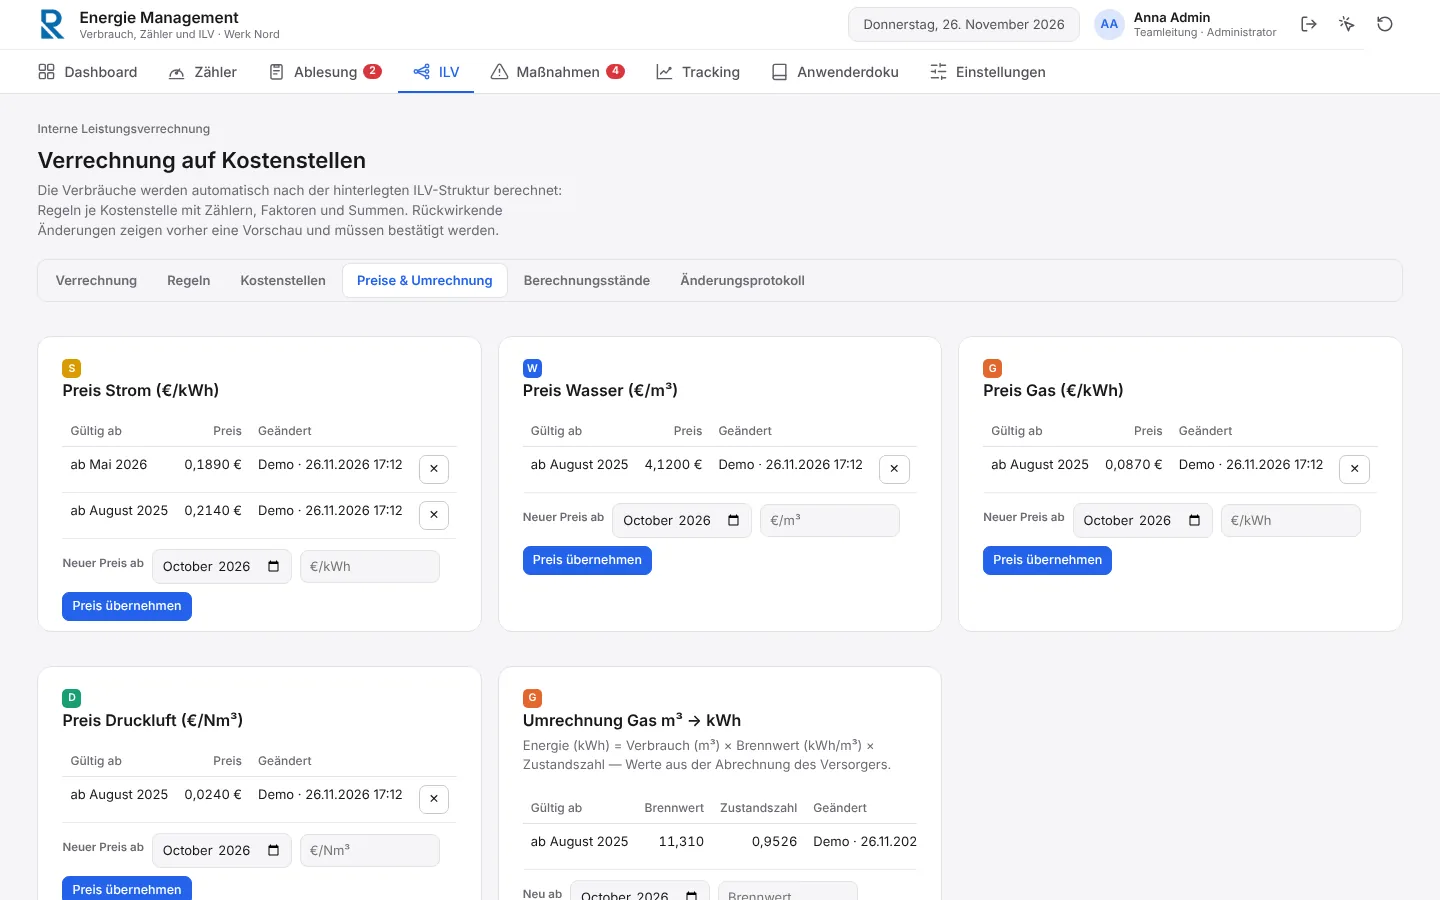 Energie Management
Verbrauch, Zähler und ILV · Werk Nord
Donnerstag, 26. November 2026
AA
Anna Admin
Teamleitung · Administrator
Dashboard
Zähler
Ablesung 2
ILV
Maßnahmen 4
Tracking
Anwenderdoku
Einstellungen
Interne Leistungsverrechnung
Verrechnung auf Kostenstellen
Die Verbräuche werden automatisch nach der hinterlegten ILV-Struktur berechnet:
Regeln je Kostenstelle mit Zählern, Faktoren und Summen. Rückwirkende
Änderungen zeigen vorher eine Vorschau und müssen bestätigt werden.
Verrechnung
Regeln
Kostenstellen
Preise & Umrechnung
Berechnungsstände
Änderungsprotokoll
S
Preis Strom (€/kWh)
Gültig ab Preis Geändert
ab Mai 2026 0,1890 € Demo · 26.11.2026 17:12 ×
ab August 2025 0,2140 € Demo · 26.11.2026 17:12 ×
Neuer Preis ab October 2026 €/kWh
Preis übernehmen
W
Preis Wasser (€/m³)
Gültig ab Preis Geändert
ab August 2025 4,1200 € Demo · 26.11.2026 17:12 ×
Neuer Preis ab October 2026 €/m³
Preis übernehmen
G
Preis Gas (€/kWh)
Gültig ab Preis Geändert
ab August 2025 0,0870 € Demo · 26.11.2026 17:12 ×
Neuer Preis ab October 2026 €/kWh
Preis übernehmen
D
Preis Druckluft (€/Nm³)
Gültig ab Preis Geändert
ab August 2025 0,0240 € Demo · 26.11.2026 17:12 ×
Neuer Preis ab October 2026 €/Nm³
Preis übernehmen
G
Umrechnung Gas m³ → kWh
Energie (kWh) = Verbrauch (m³) × Brennwert (kWh/m³) ×
Zustandszahl — Werte aus der Abrechnung des Versorgers.
Gültig ab Brennwert Zustandszahl Geändert
ab August 2025 11,310 0,9526 Demo · 26.11.202
Neu ab October 2026 Brennwert